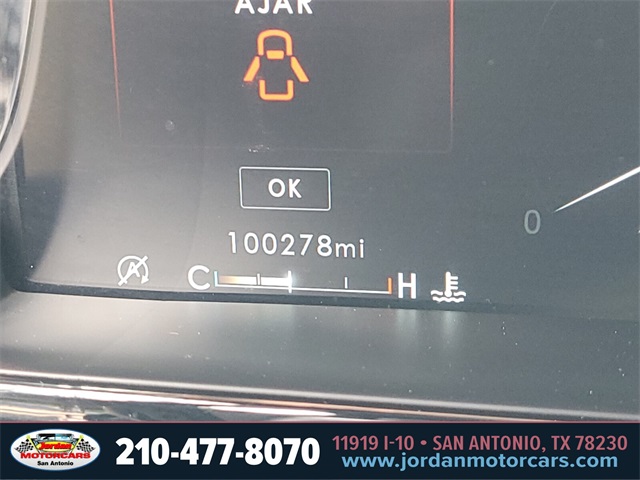 AJAR
OK
0
100278mi
C H
Jordan
MOTORCARS
San Antonio
210-477-8070
11919 I-10 • SAN ANTONIO, TX 78230
www.jordanmotorcars.com